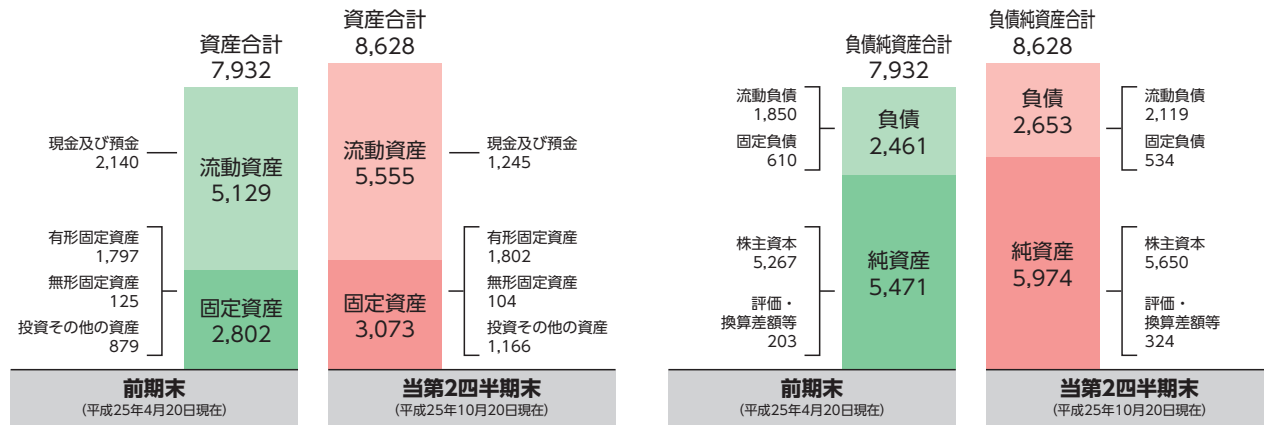 資産合計
7,932
現金及び預金
2,140
流動資産
5,129
有形固定資産
1,797
無形固定資産
125
投資その他の資産
879
固定資産
2,802
前期末
(平成25年4月20日現在)
資産合計
8,628
流動資産
5,555
現金及び預金
1,245
固定資産
3,073
有形固定資産
1,802
無形固定資産
104
投資その他の資産
1,166
当第2四半期末
(平成25年10月20日現在)
負債純資産合計
7,932
流動負債
1,850
固定負債
610
負債
2,461
株主資本
5,267
評価・
換算差額等
203
純資産
5,471
前期末
(平成25年4月20日現在)
負債純資産合計
8,628
負債
2,653
流動負債
2,119
固定負債
534
純資産
5,974
株主資本
5,650
評価・
換算差額等
324
当第2四半期末
(平成25年10月20日現在)